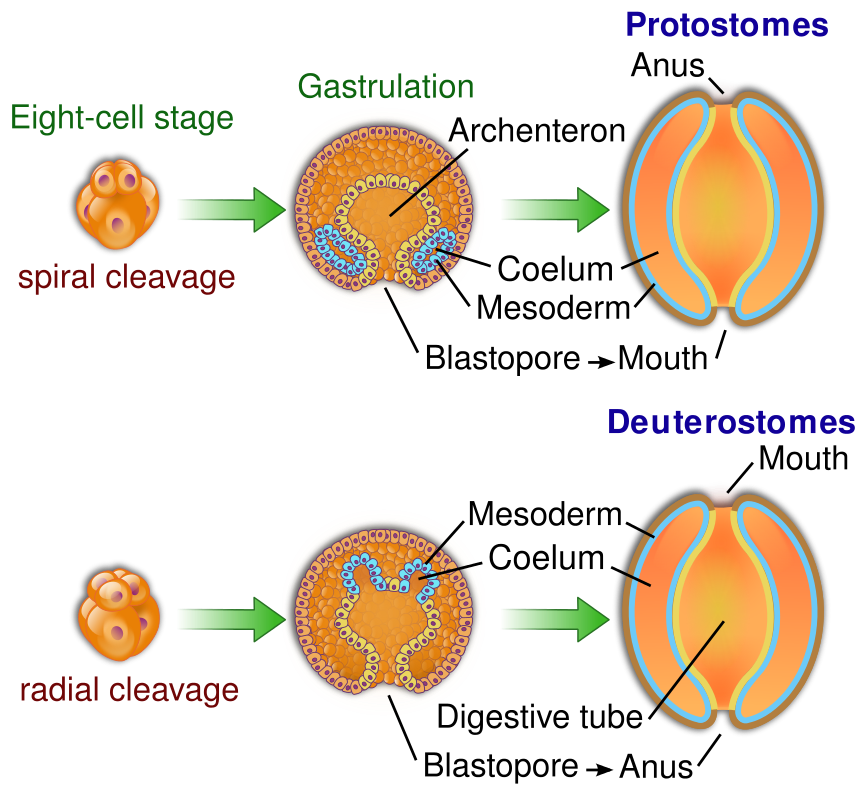 Protostomes
Anus
Gastrulation
Eight-cell stage
Archenteron
spiral cleavage
Coelum
Mesoderm
Blastopore → Mouth
Deuterostomes
Mouth
Mesoderm
Coelum
radial cleavage
Digestive tube
Blastopore → Anus